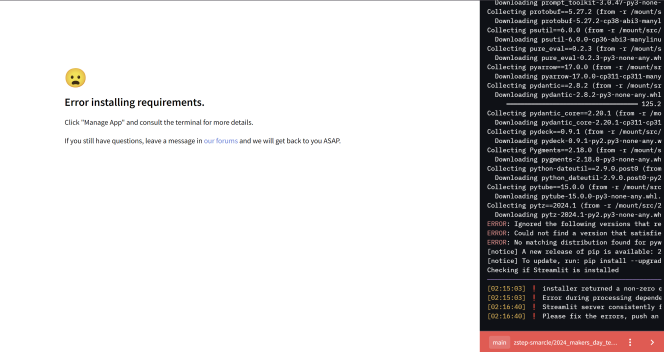 Error installing requirements.
Click "Manage App" and consult the terminal for more details.
If you still have questions, leave a message in our forums and we will get back to you ASAP.
Downloading prompt_toolkit-3.0.47-py3-none-
Collecting protobuf==5.27.2 (from -r /mount/s
Downloading protobuf-5.27.2-cp38-abi3-manyl
Collecting psutil==6.0.0 (from -r /mount/src/
Downloading psutil-6.0.0-cp36-abi3-manylinu
Collecting pure_eval==0.2.3 (from -r /mount/s
Downloading pure_eval-0.2.3-py3-none-any.wh
Collecting pyarrow==17.0.0 (from -r /mount/sr
Downloading pyarrow-17.0.0-cp311-cp311-many
Collecting pydantic==2.8.2 (from -r /mount/sr
Downloading pydantic-2.8.2-py3-none-any.whl
125.2
Collecting pydantic_core==2.20.1 (from -r /mo
Downloading pydantic_core-2.20.1-cp311-cp31
Collecting pydeck==0.9.1 (from -r /mount/src/
Downloading pydeck-0.9.1-py2.py3-none-any.w
Collecting Pygments==2.18.0 (from -r /mount/s
Downloading pygments-2.18.0-py3-none-any.wh
Collecting python-dateutil==2.9.0.post0 (from
Downloading python_dateutil-2.9.0.post0-py2
Collecting pytube==15.0.0 (from -r /mount/src
Downloading pytube-15.0.0-py3-none-any.whl.
Collecting pytz==2024.1 (from -r /mount/src/2
Downloading pytz-2024.1-py2.py3-none-any.wh
ERROR: Ignored the following versions that re
ERROR: Could not find a version that satisfie
ERROR: No matching distribution found for pyw
[notice] A new release of pip is available: 2
[notice] To update, run: pip install --upgrad
Checking if Streamlit is installed
[02:15:03] ❗ installer returned a non-zero e
[02:15:03] ❗ Error during processing depende
[02:16:40] ❗ Streamlit server consistently f
[02:16:40] ❗ Please fix the errors, push an
main zstep-smarcle/2024_makers_day_te...